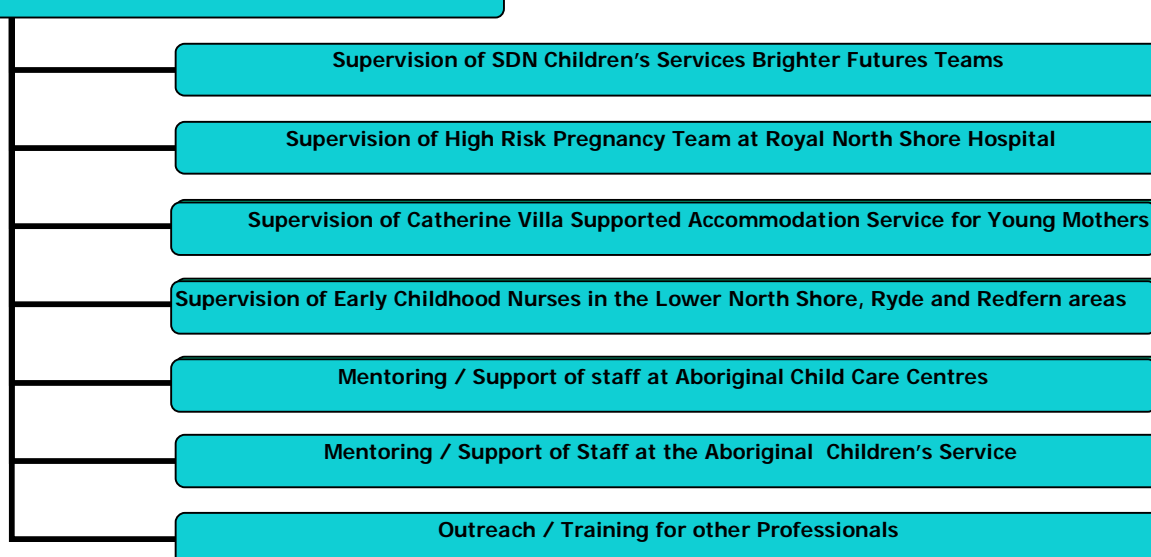 Supervision of SDN Children’s Services Brighter Futures Teams
Supervision of High Risk Pregnancy Team at Royal North Shore Hospital
Supervision of Catherine Villa Supported Accommodation Service for Young Mothers
Supervision of Early Childhood Nurses in the Lower North Shore, Ryde and Redfern areas
Mentoring / Support of staff at Aboriginal Child Care Centres
Mentoring / Support of Staff at the Aboriginal Children’s Service
Outreach / Training for other Professionals